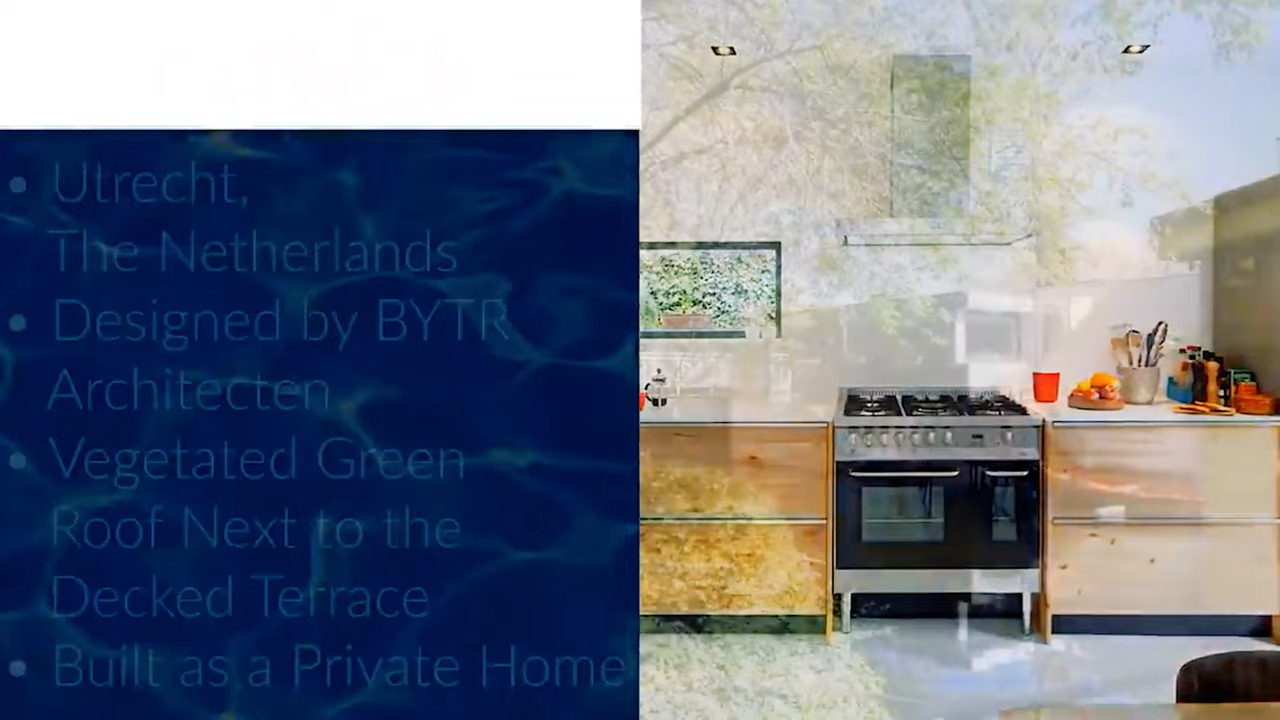 • Utrecht,
The Netherlands
• Designed by BYTR
Architecten
• Vegetated Green
Roof Next to the
Decked Terrace
• Built as a Private Home